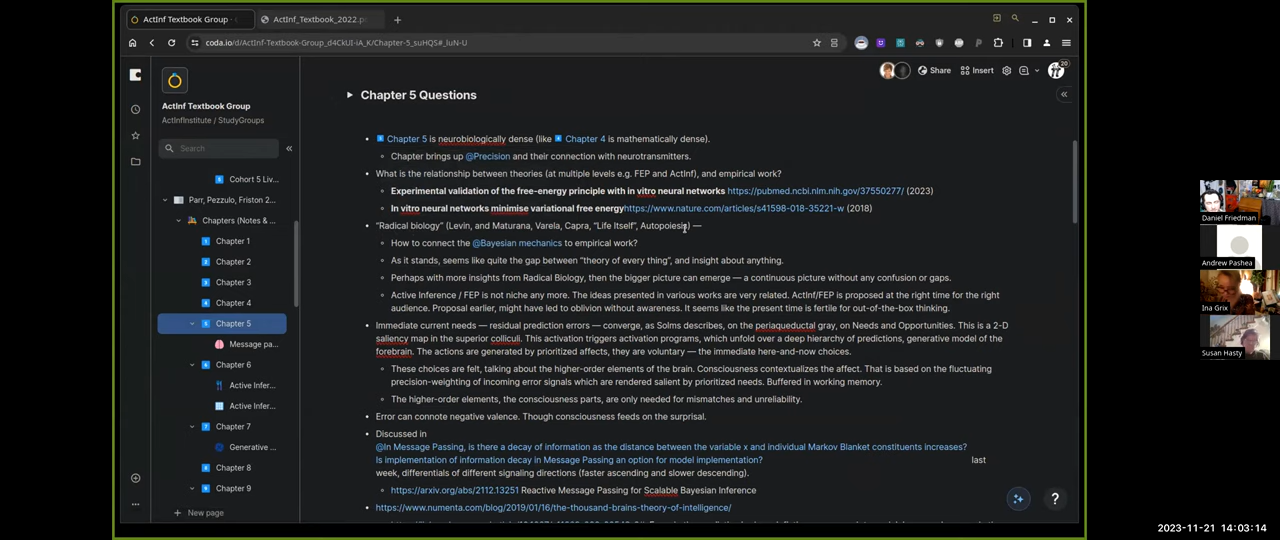 ActInf Textbook Group ·
ActInf_Textbook_2022.p
coda.io/d/ActInf-Textbook-Group_d4CkUI-iA_K/Chapter-5_suHQS#_luN-U
ActInf Textbook Group
ActInfInstitute / StudyGroups
Search
Cohort 5 Liv...
Parr, Pezzulo, Friston 2...
Chapters (Notes & ...
Chapter 1
Chapter 2
Chapter 3
Chapter 4
Chapter 5
Message pa...
Chapter 6
Active Infer...
Active Infer...
Chapter 7
Generative ...
Chapter 8
Chapter 9
New page
20
Share
Insert
Chapter 5 Questions
Chapter 5 is neurobiologically dense (like Chapter 4 is mathematically dense).
Chapter brings up @Precision and their connection with neurotransmitters.
What is the relationship between theories (at multiple levels e.g. FEP and ActInf), and empirical work?
Experimental validation of the free-energy principle with in vitro neural networks https://pubmed.ncbi.nlm.nih.gov/37550277/ (2023)
In vitro neural networks minimise variational free energyhttps://www.nature.com/articles/s41598-018-35221-w (2018)
"Radical biology" (Levin, and Maturana, Varela, Capra, "Life Itself", Autopoiesis) —
How to connect the @Bayesian mechanics to empirical work?
As it stands, seems like quite the gap between "theory of every thing", and insight about anything.
Perhaps with more insights from Radical Biology, then the bigger picture can emerge — a continuous picture without any confusion or gaps.
Active Inference / FEP is not niche any more. The ideas presented in various works are very related. ActInf/FEP is proposed at the right time for the right
audience. Proposal earlier, might have led to oblivion without awareness. It seems like the present time is fertile for out-of-the-box thinking.
Immediate current needs — residual prediction errors — converge, as Solms describes, on the periaqueductal gray, on Needs and Opportunities. This is a 2-D
saliency map in the superior colliculi. This activation triggers activation programs, which unfold over a deep hierarchy of predictions, generative model of the
forebrain. The actions are generated by prioritized affects, they are voluntary — the immediate here-and-now choices.
These choices are felt, talking about the higher-order elements of the brain. Consciousness contextualizes the affect. That is based on the fluctuating
precision-weighting of incoming error signals which are rendered salient by prioritized needs. Buffered in working memory.
The higher-order elements, the consciousness parts, are only needed for mismatches and unreliability.
Error can connote negative valence. Though consciousness feeds on the surprisal.
Discussed in
@In Message Passing, is there a decay of information as the distance between the variable x and individual Markov Blanket constituents increases?
Is implementation of information decay in Message Passing an option for model implementation? last
week, differentials of different signaling directions (faster ascending and slower descending).
https://arxiv.org/abs/2112.13251 Reactive Message Passing for Scalable Bayesian Inference
https://www.numenta.com/blog/2019/01/16/the-thousand-brains-theory-of-intelligence/
Daniel Friedman
Andrew Pashea
Ina Grix
Susan Hasty
2023-11-21 14:03:14